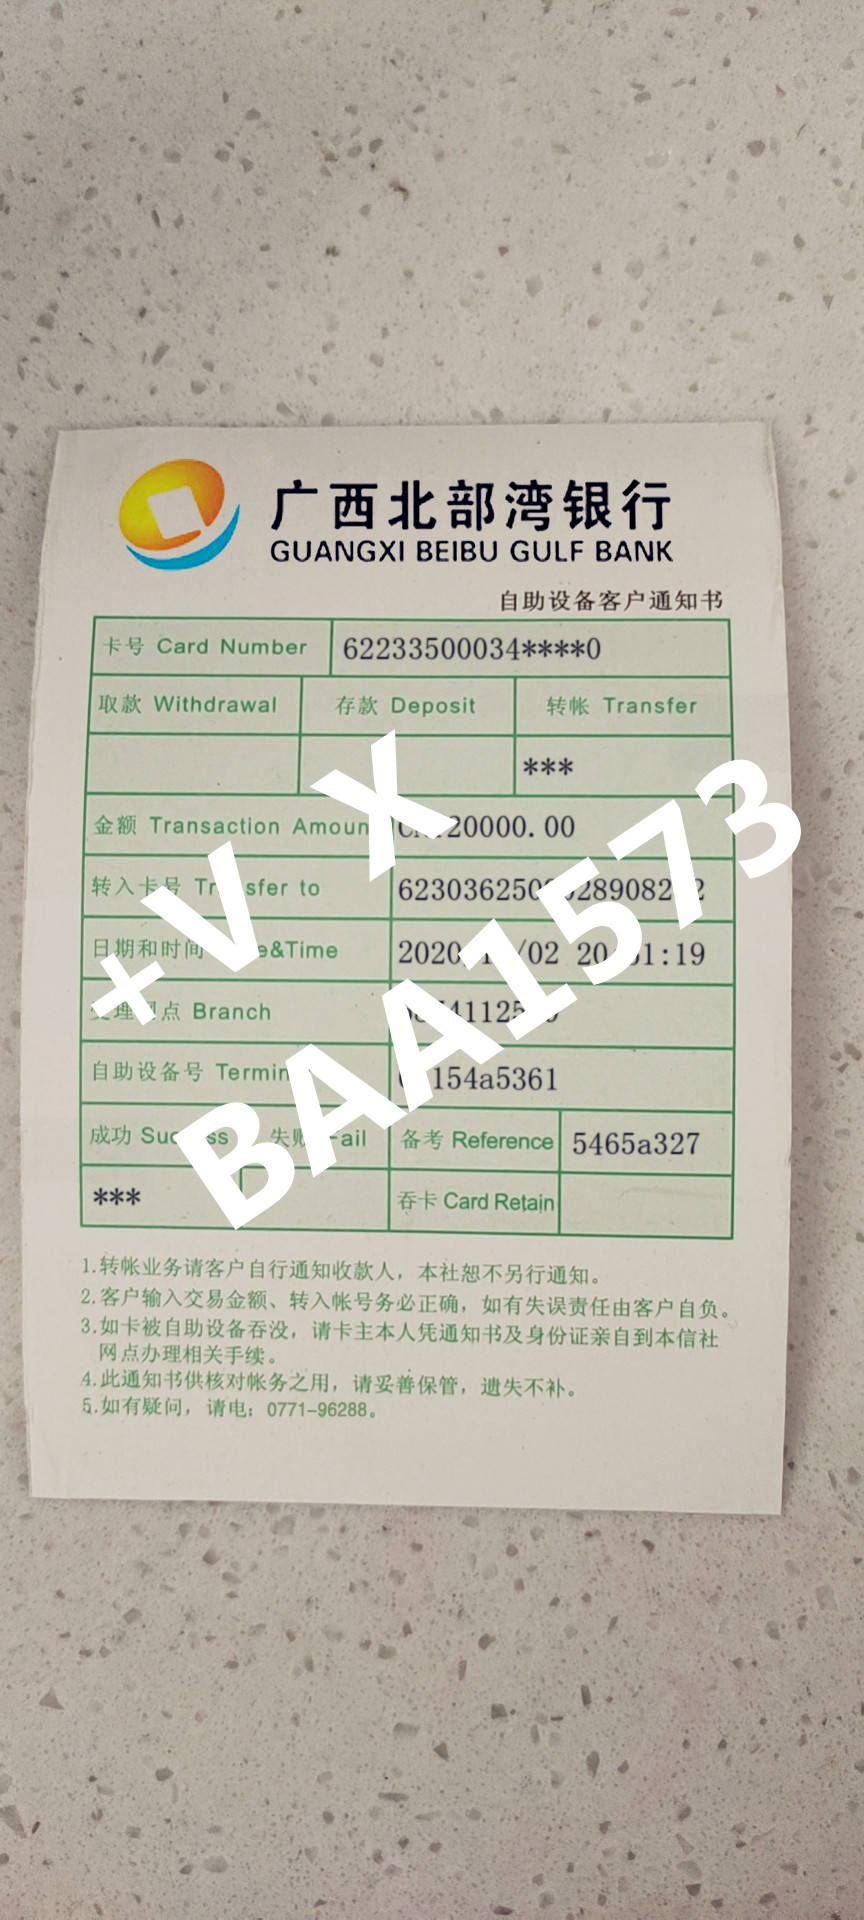 广西北部湾银行
GUANGXI BEIBU GULF BANK
自助设备客户通知书
卡号 Card Number 62233500034****0
取款 Withdrawal 存款 Deposit 转帐 Transfer
***
金额 Transaction Amoun 20000.00
转入卡号 to
日期和时间 &Time 2020 /02 20 1:19
点 Branch
自助设备号 154a5361
成功 备考 Reference 5465a327
*** 吞卡 Card Retain
+V X
BAA1573
1.转帐业务请客户自行通知收款人，本社恕不另行通知。
2.客户输入交易金额、转入帐号务必正确，如有失误责任由客户自负。
3.如卡被自助设备吞没，请卡主本人凭通知书及身份证亲自到本信社
网点办理相关手续。
4.此通知书供核对帐务之用，请妥善保管，遗失不补。
5.如有疑问，请电：0771-96288。